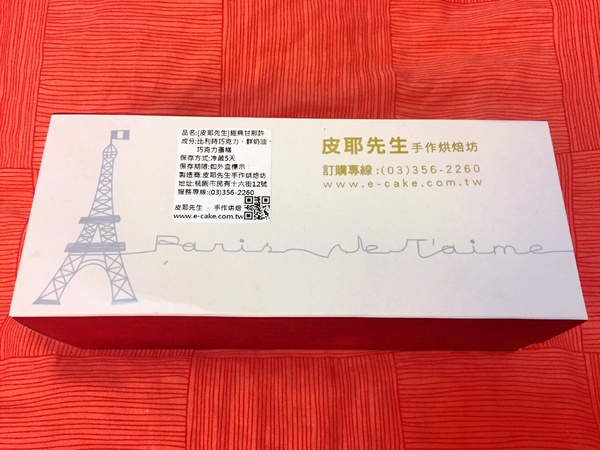 品名:[皮耶先生]經典甘那許
成分:比利時巧克力、鮮奶油、
巧克力蛋糕
保存方式:冷藏5天
保存期限:如外盒標示
製造商:皮耶先生手作烘焙坊
地址:桃園市民有十六街12號
服務專線:(03)356-2260
皮耶先生 · 手作烘焙
www.e-cake.com.tw
皮耶先生手作烘焙坊
訂購專線:(03)356-2260
www.e-cake.com.tw
Paris Je T'aime